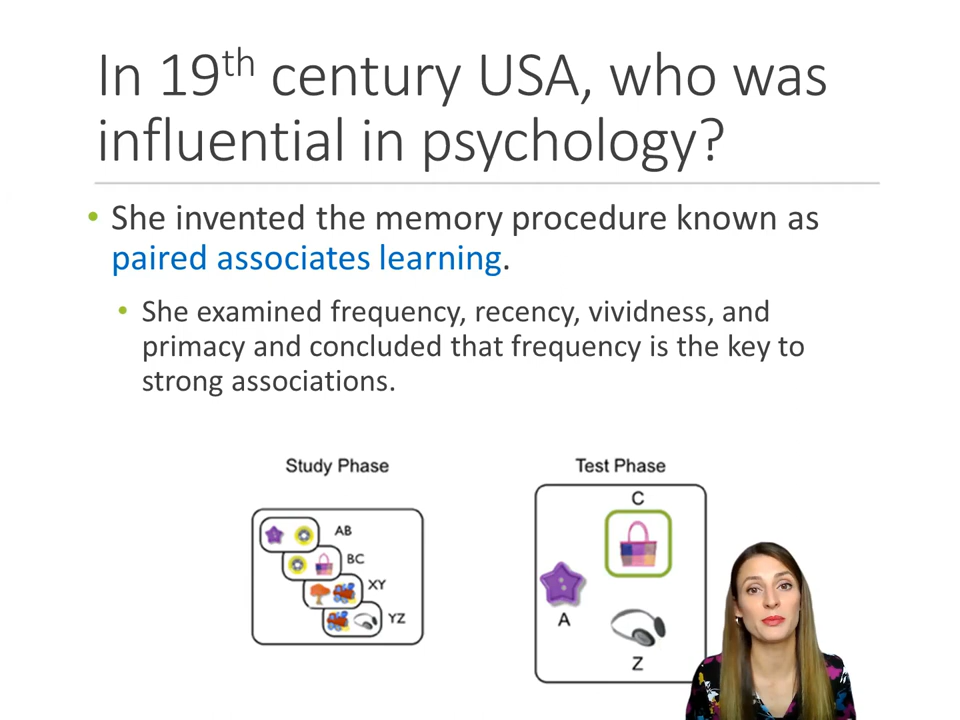 In 19th century USA, who was
influential in psychology?
• She invented the memory procedure known as
paired associates learning.
• She examined frequency, recency, vividness, and
primacy and concluded that frequency is the key to
strong associations.
Study Phase
AB
BC
XY
YZ
Test Phase
C
A
Z